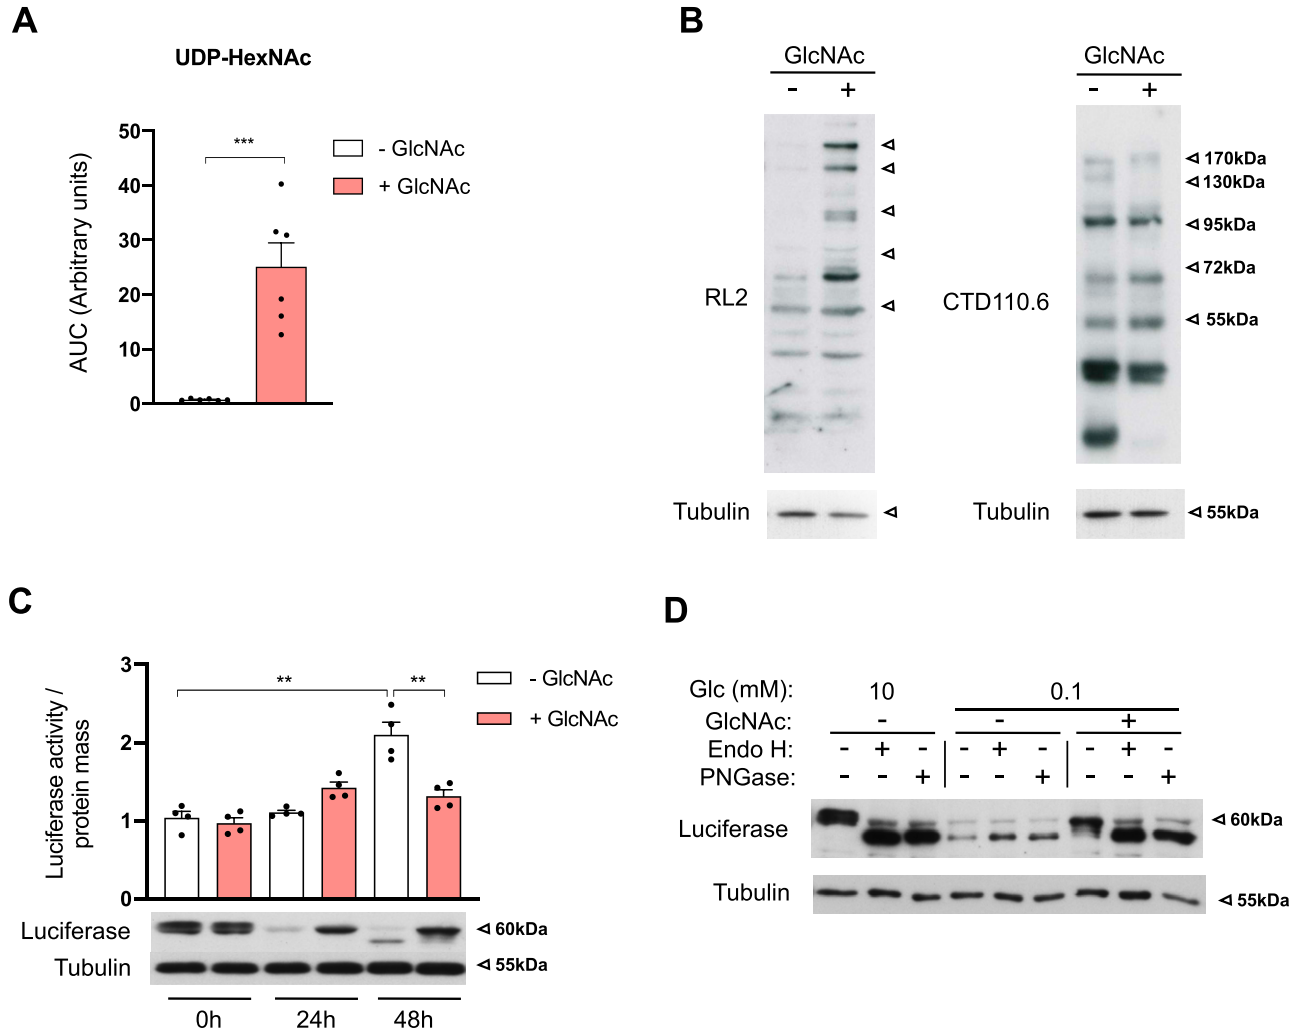 A
UDP-HexNAc
AUC (Arbitrary units)
50
40
30
20
10
0
***
- GlcNAc
+ GlcNAc
B
GlcNAc
- +
RL2
Tubulin
GlcNAc
- +
CTD110.6
170kDa
130kDa
95kDa
72kDa
55kDa
Tubulin
55kDa
C
Luciferase activity /
protein mass
3
2
1
0
** **
- GlcNAc
+ GlcNAc
Luciferase 60kDa
Tubulin 55kDa
0h 24h 48h
D
Glc (mM): 10 0.1
GlcNAc: - - +
Endo H: - + - - + - - + -
PNGase: - - + - - + - - +
Luciferase 60kDa
Tubulin 55kDa